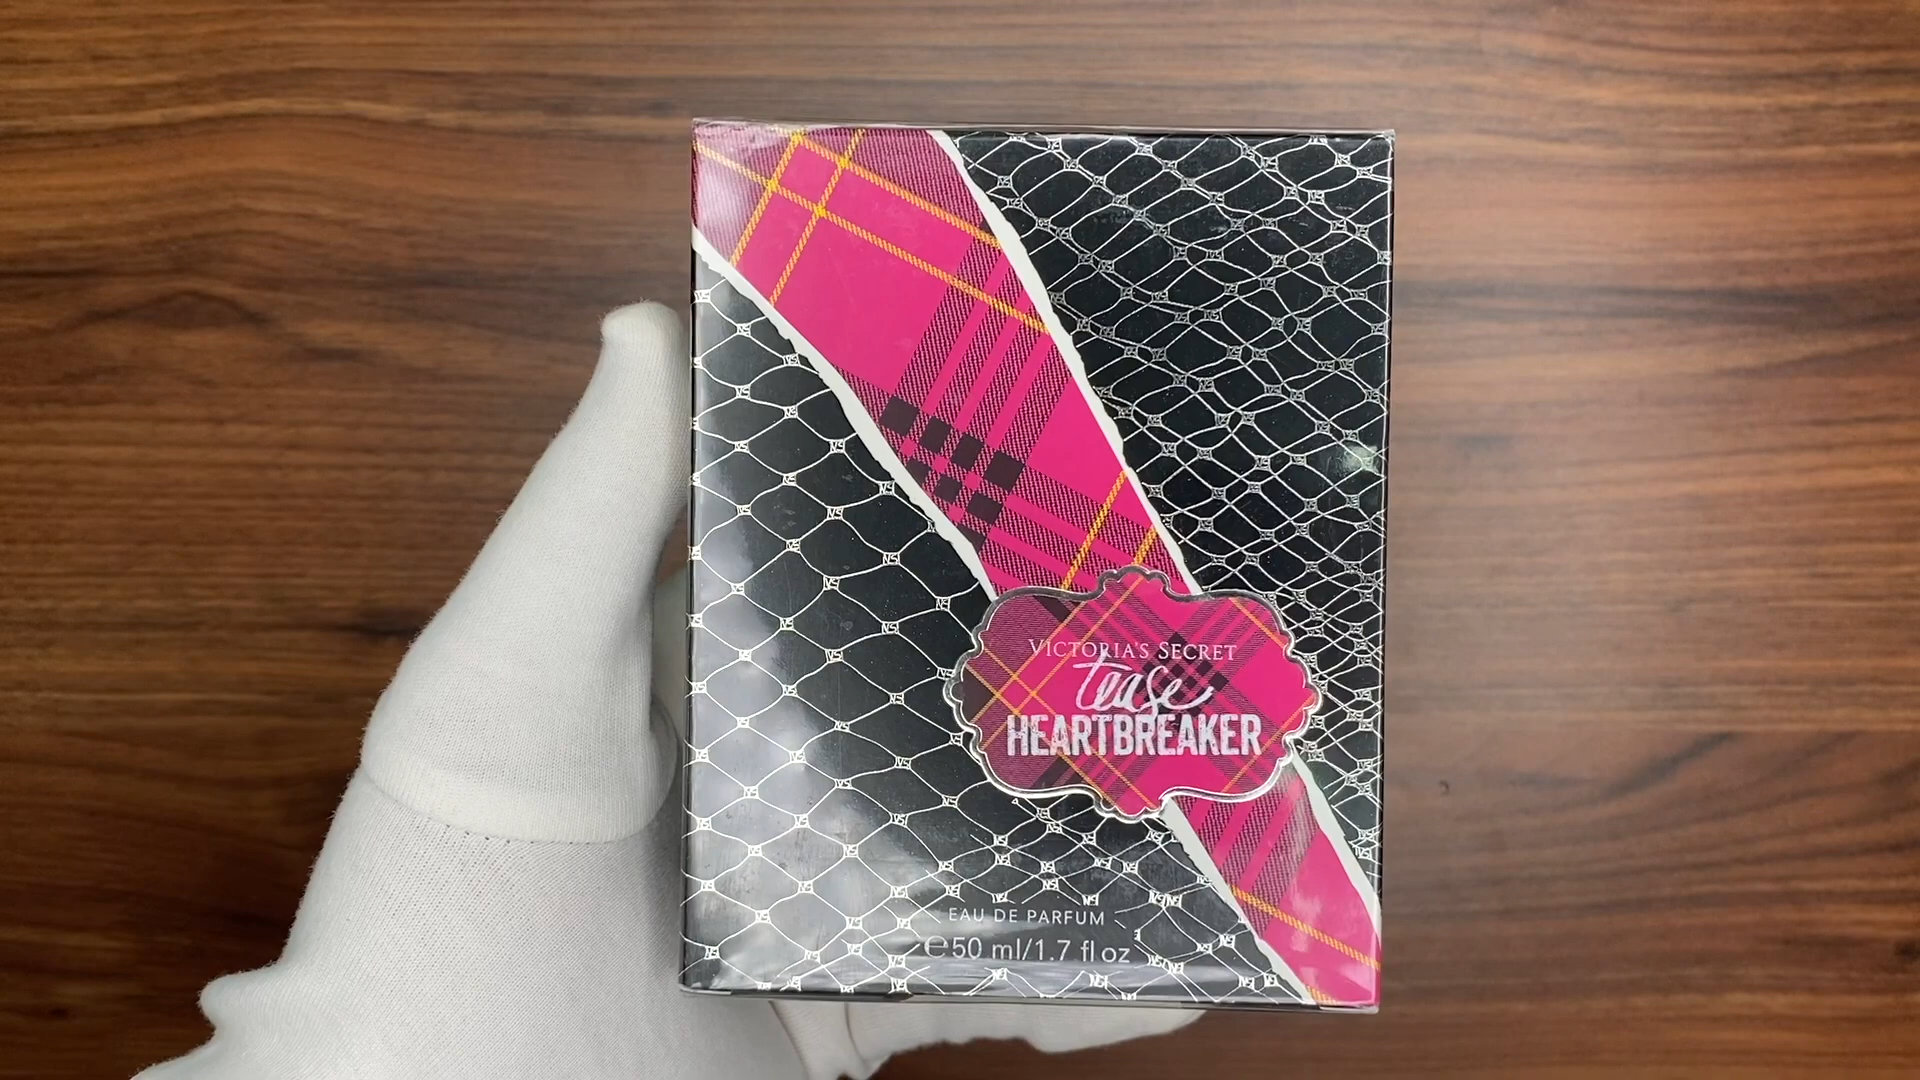 VICTORIA'S SECRET
tease
HEARTBREAKER
EAU DE PARFUM
℮50 ml/1.7 fl oz